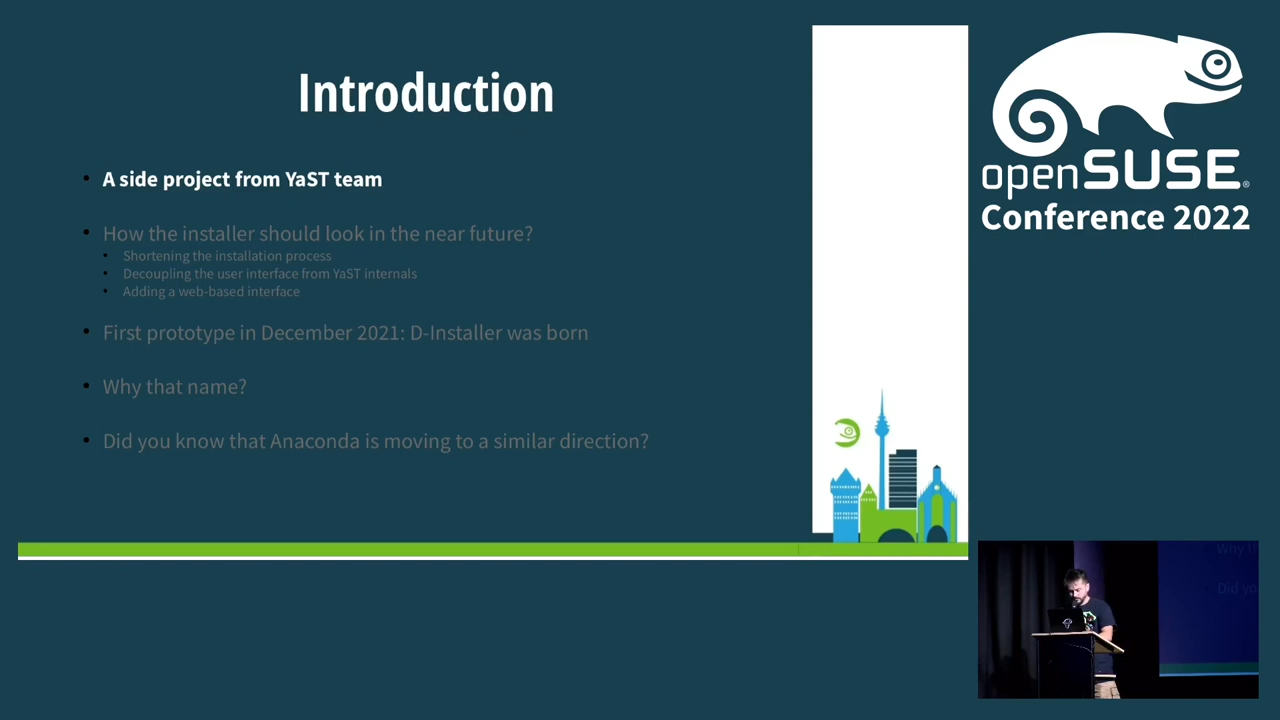 Introduction
A side project from YaST team
How the installer should look in the near future?
Shortening the installation process
Decoupling the user interface from YaST internals
Adding a web-based interface
First prototype in December 2021: D-Installer was born
Why that name?
Did you know that Anaconda is moving to a similar direction?
openSUSE®
Conference 2022
Why
Did yo